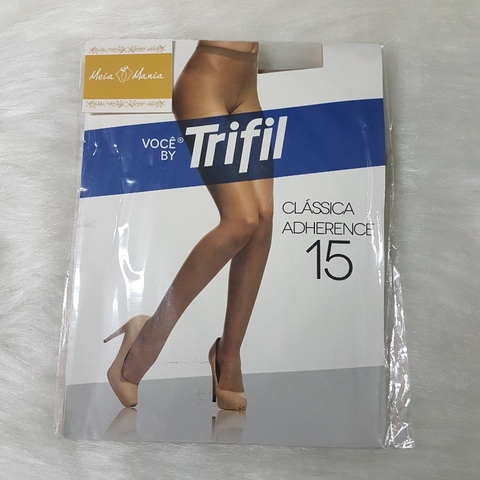 Meia Mania
VOCÊ®
BY
Trifil
CLÁSSICA
ADHERENCE
15